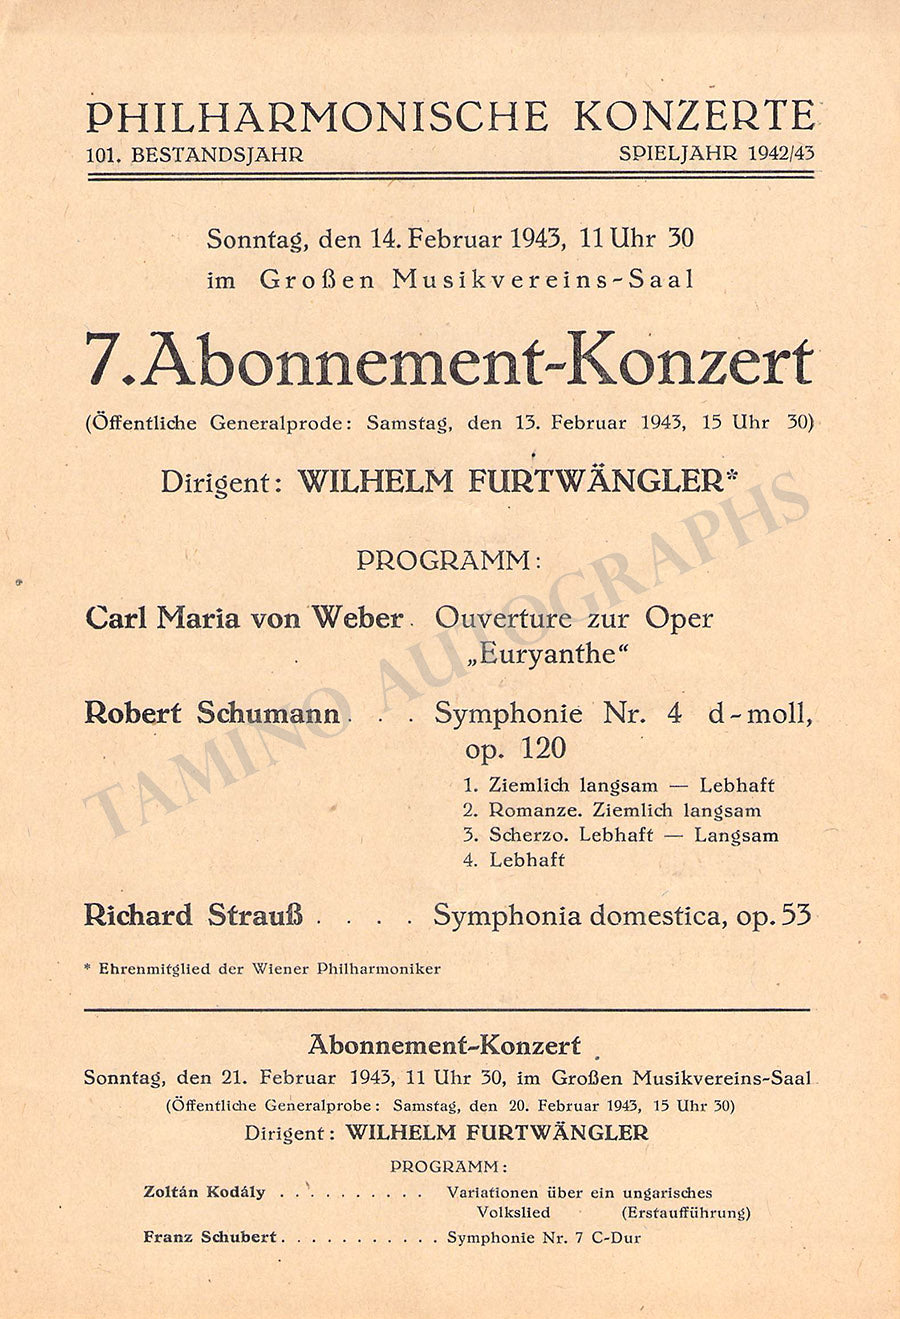 PHILHARMONISCHE KONZERTE
101. BESTANDSJAHR SPIELJAHR 1942/43
Sonntag, den 14. Februar 1943, 11 Uhr 30
im Großen Musikvereins-Saal
7. Abonnement-Konzert
(Öffentliche Generalprode: Samstag, den 13. Februar 1943, 15 Uhr 30)
Dirigent: WILHELM FURTWÄNGLER*
PROGRAMM:
Carl Maria von Weber . Ouverture zur Oper
„Euryanthe“
Robert Schumann . . . Symphonie Nr. 4 d-moll,
op. 120
1. Ziemlich langsam — Lebhaft
2. Romanze. Ziemlich langsam
3. Scherzo. Lebhaft — Langsam
4. Lebhaft
Richard Strauß . . . . Symphonia domestica, op. 53
* Ehrenmitglied der Wiener Philharmoniker
Abonnement-Konzert
Sonntag, den 21. Februar 1943, 11 Uhr 30, im Großen Musikvereins-Saal
(Öffentliche Generalprobe: Samstag, den 20. Februar 1943, 15 Uhr 30)
Dirigent: WILHELM FURTWÄNGLER
PROGRAMM:
Zoltán Kodály . . . . . . . . . . Variationen über ein ungarisches
Volkslied (Erstaufführung)
Franz Schubert . . . . . . . . . . . Symphonie Nr. 7 C-Dur
TAMINO AUTOGRAPHS